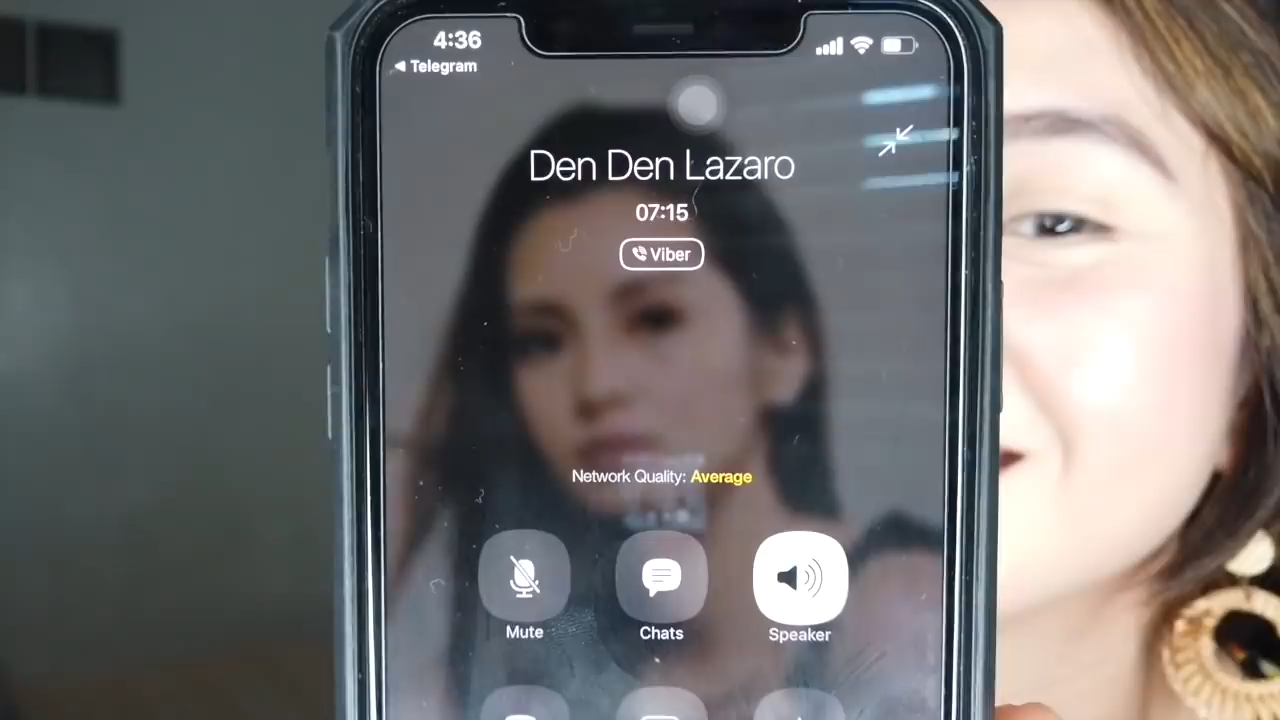 4:36
◀ Telegram
Den Den Lazaro
07:15
Viber
Network Quality: Average
Mute
Chats
Speaker